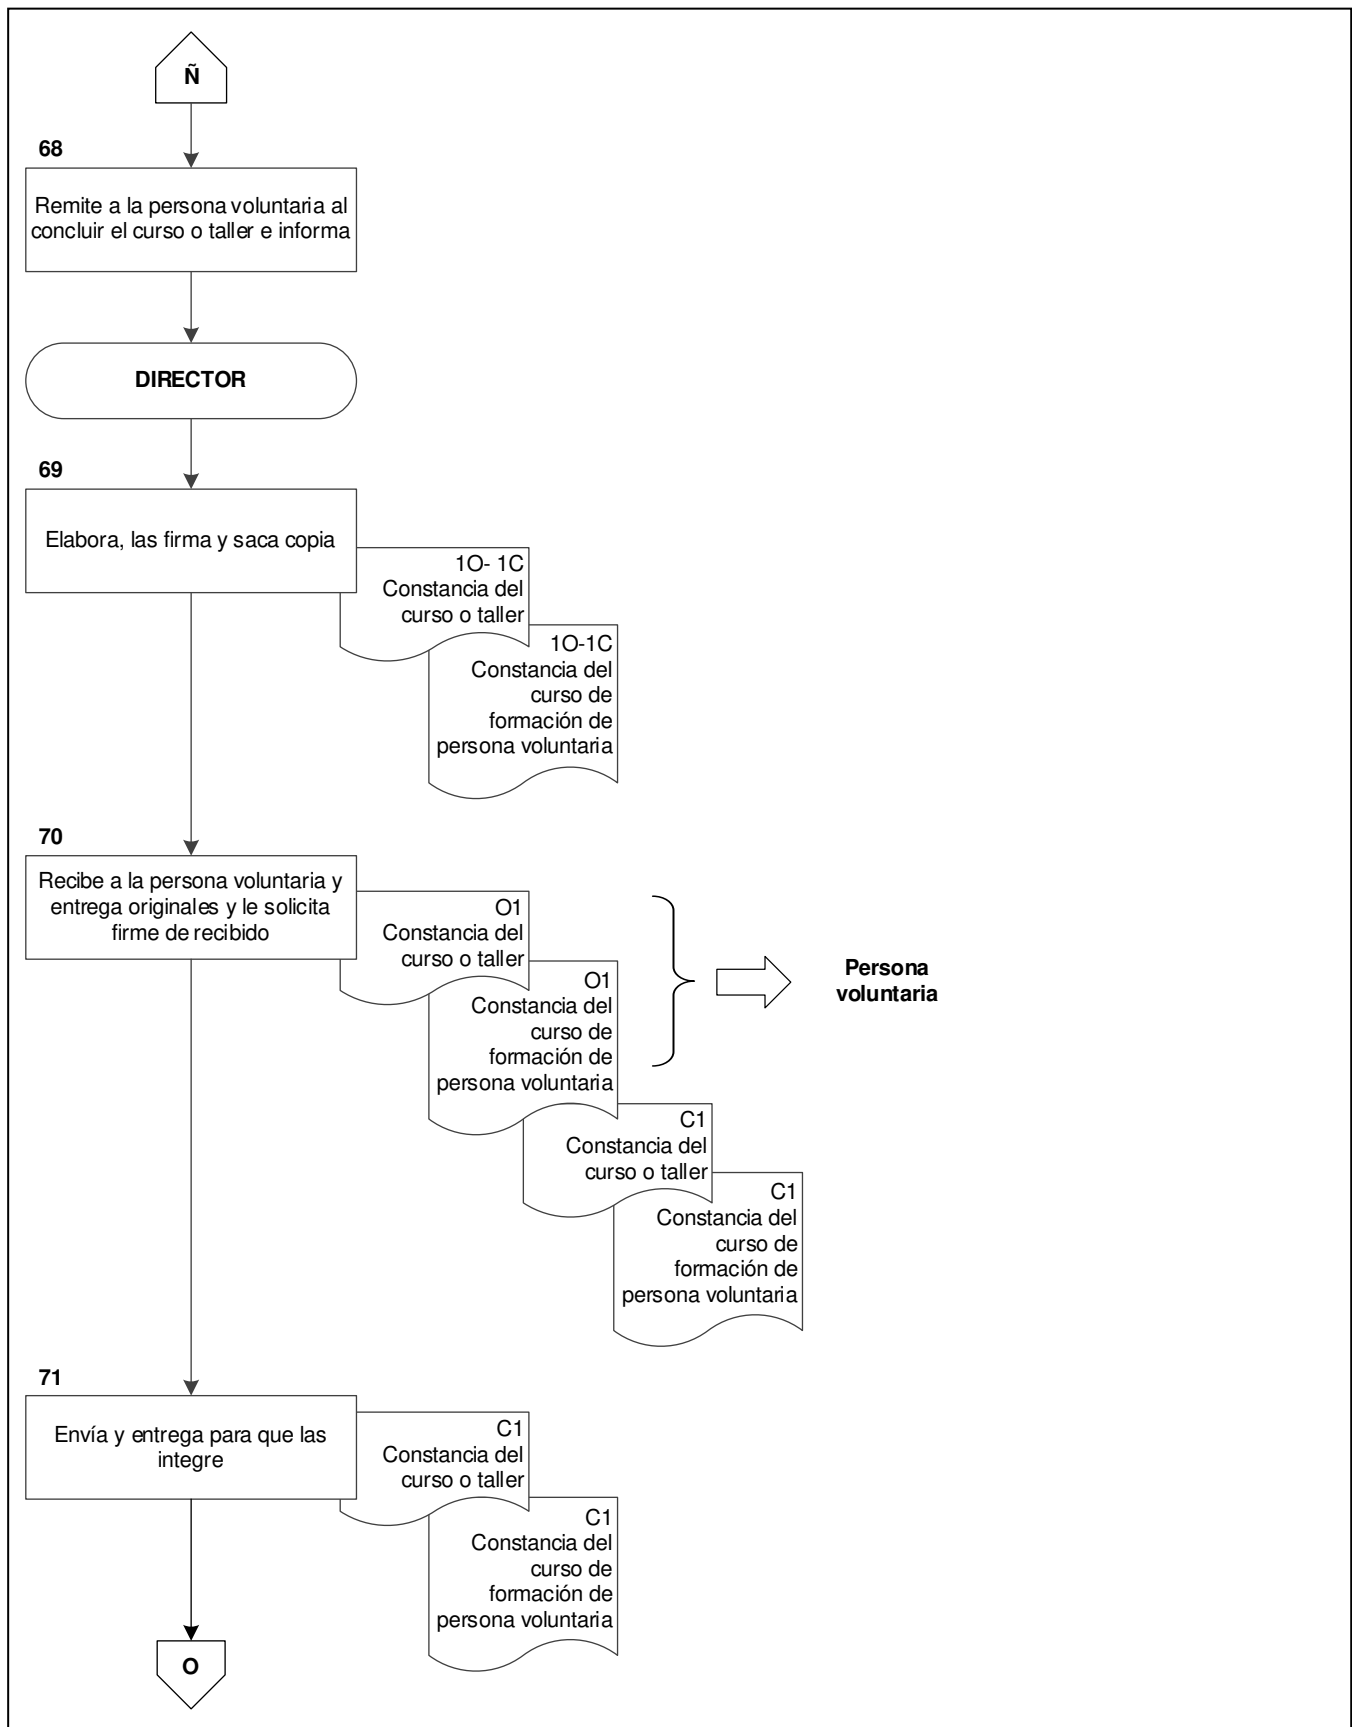 Ñ
68
Remite a la persona voluntaria al
concluir el curso o taller e informa
DIRECTOR
69
Elabora, las firma y saca copia
1O- 1C
Constancia del
curso o taller
1O-1C
Constancia del
curso de
formación de
persona voluntaria
70
Recibe a la persona voluntaria y
entrega originales y le solicita
firme de recibido
O1
Constancia del
curso o taller
O1
Constancia del
curso de
formación de
persona voluntaria
Persona
voluntaria
C1
Constancia del
curso o taller
C1
Constancia del
curso de
formación de
persona voluntaria
71
Envía y entrega para que las
integre
C1
Constancia del
curso o taller
C1
Constancia del
curso de
formación de
persona voluntaria
O